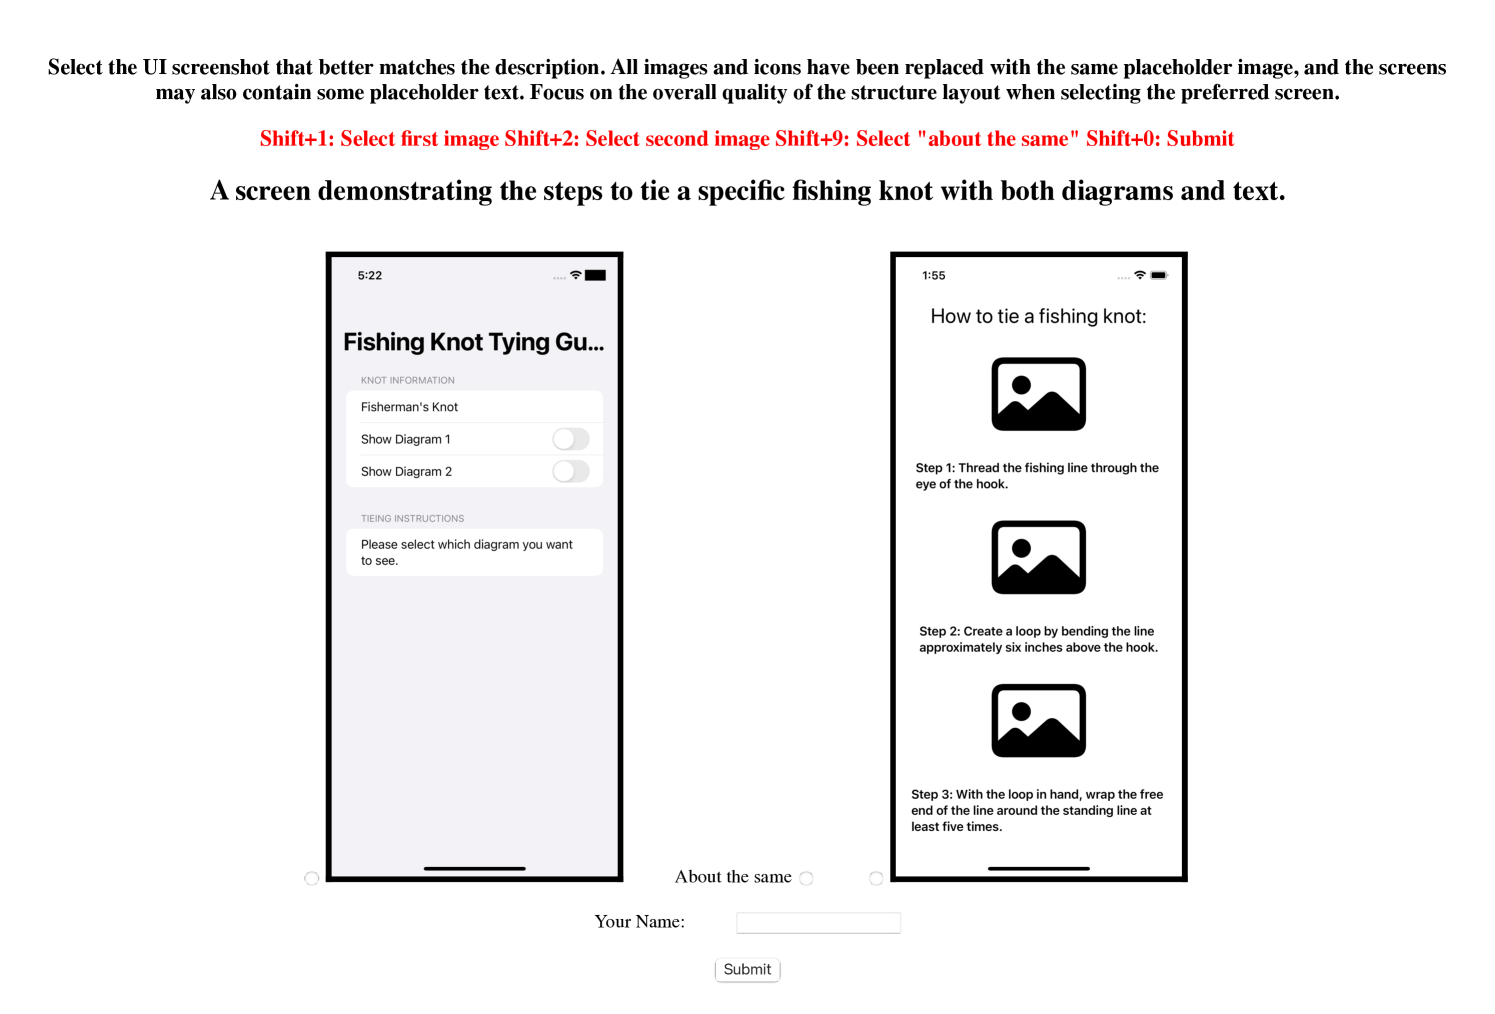 Select the UI screenshot that better matches the description. All images and icons have been replaced with the same placeholder image, and the screens
may also contain some placeholder text. Focus on the overall quality of the structure layout when selecting the preferred screen.
Shift+1: Select first image Shift+2: Select second image Shift+9: Select "about the same" Shift+0: Submit
A screen demonstrating the steps to tie a specific fishing knot with both diagrams and text.
5:22
Fishing Knot Tying Gu...
KNOT INFORMATION
Fisherman's Knot
Show Diagram 1
Show Diagram 2
TIEING INSTRUCTIONS
Please select which diagram you want
to see.
About the same
1:55
How to tie a fishing knot:
Step 1: Thread the fishing line through the
eye of the hook.
Step 2: Create a loop by bending the line
approximately six inches above the hook.
Step 3: With the loop in hand, wrap the free
end of the line around the standing line at
least five times.
Your Name:
Submit